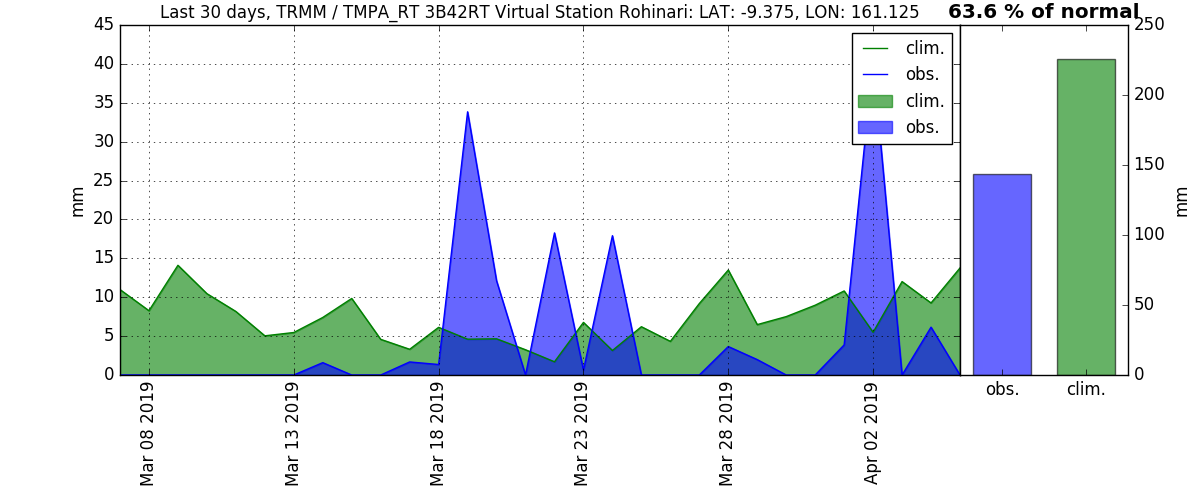 Last 30 days, TRMM / TMPA_RT 3B42RT Virtual Station Rohinari: LAT: -9.375, LON: 161.125
63.6 % of normal
45
40
35
30
25
20
15
10
5
0
mm
clim.
obs.
clim.
obs.
Mar 08 2019
Mar 13 2019
Mar 18 2019
Mar 23 2019
Mar 28 2019
Apr 02 2019
250
200
150
100
50
0
mm
obs. clim.